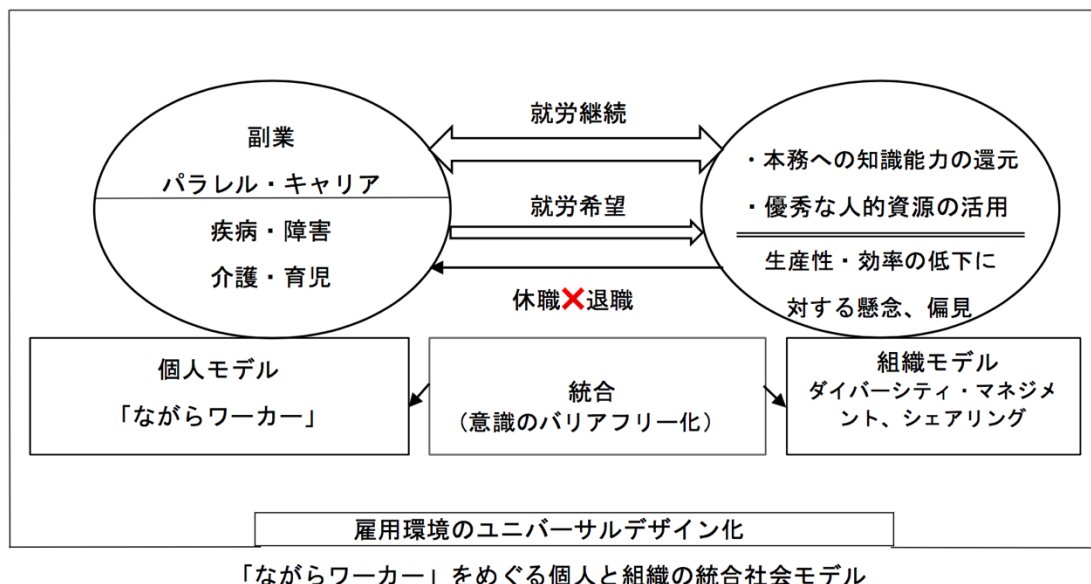 就労継続
副業
パラレル・キャリア
就労希望
疾病・障害
介護・育児
・本務への知識能力の還元
・優秀な人的資源の活用
生産性・効率の低下に
対する懸念、偏見
休職❌退職
個人モデル
「ながらワーカー」
統合
（意識のバリアフリー化）
組織モデル
ダイバーシティ・マネジメ
ント、シェアリング
雇用環境のユニバーサルデザイン化
「ながらワーカー」をめぐる個人と組織の統合社会モデル